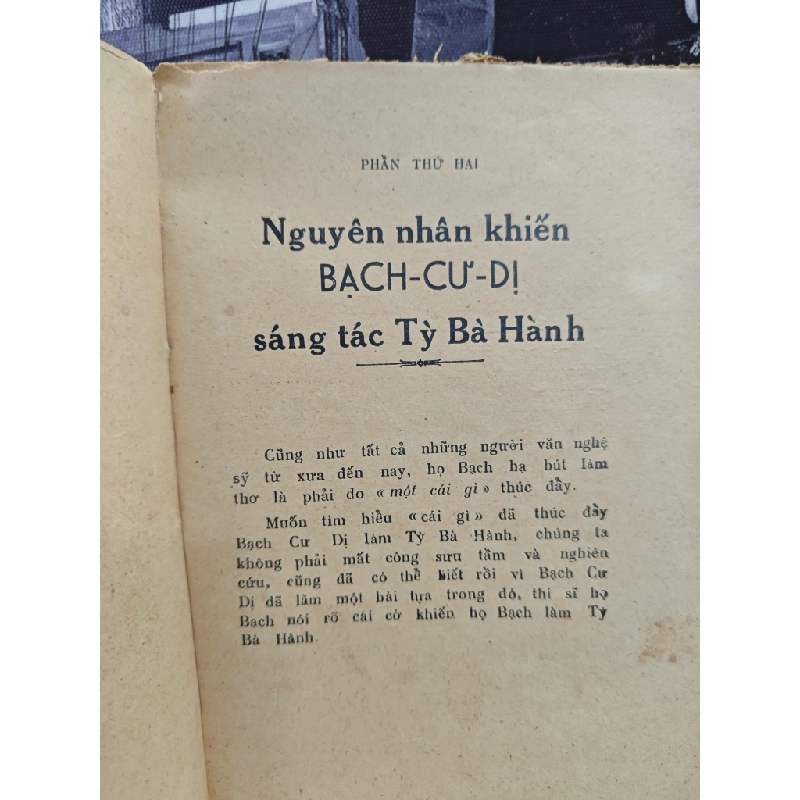 PHẦN THỨ HAI
Nguyên nhân khiến
BẠCH-CƯ-DỊ
sáng tác Tỳ Bà Hành
Cũng như tất cả những người văn nghệ
sỹ từ xưa đến nay, họ Bạch hạ bút làm
thơ là phải do «một cái gì» thúc đẩy.
Muốn tìm hiểu «cái gì» đã thúc đẩy
Bạch Cư Dị làm Tỳ Bà Hành, chúng ta
không phải mất công sưu tầm và nghiên
cứu, cũng đã có thể biết rồi vì Bạch Cư
Dị đã làm một bài tựa trong đó, thi sĩ họ
Bạch nói rõ cái cớ khiến họ Bạch làm Tỳ
Bà Hành.